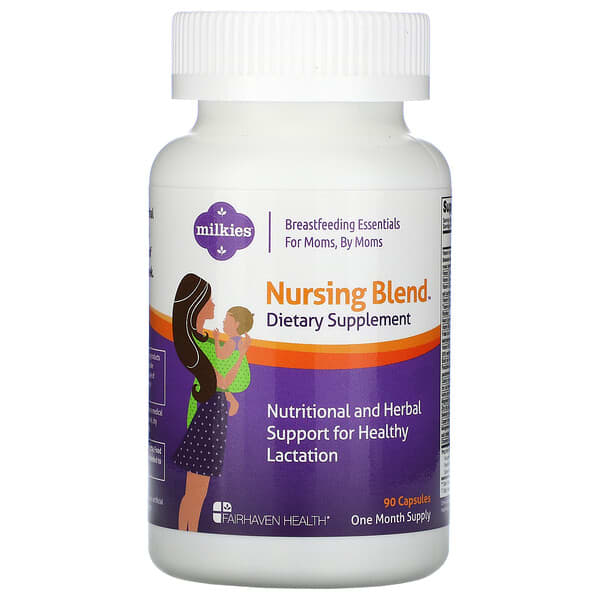 milkies®
Breastfeeding Essentials
For Moms, By Moms
Nursing Blend™
Dietary Supplement
Nutritional and Herbal
Support for Healthy
Lactation
90 Capsules
One Month Supply
FAIRHAVEN HEALTH®